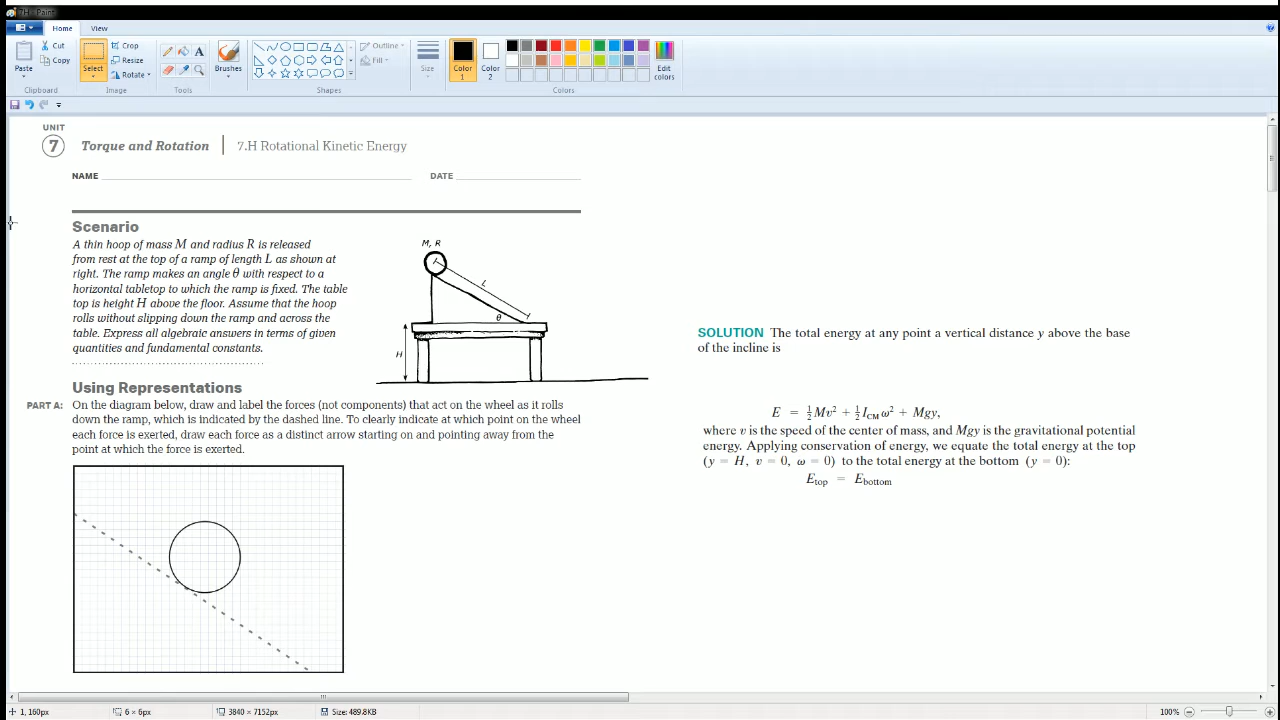 7H - Paint
Home View
Paste
Cut
Copy
Clipboard
Select
Crop
Resize
Rotate
Image
A
Tools
Brushes
Outline
Fill
Shapes
Size
Color
1
Color
2
Edit
colors
Colors
UNIT
7 Torque and Rotation | 7.H Rotational Kinetic Energy
NAME DATE
Scenario
A thin hoop of mass M and radius R is released
from rest at the top of a ramp of length L as shown at
right. The ramp makes an angle θ with respect to a
horizontal tabletop to which the ramp is fixed. The table
top is height H above the floor. Assume that the hoop
rolls without slipping down the ramp and across the
table. Express all algebraic answers in terms of given
quantities and fundamental constants.
M, R
L
θ
H
Using Representations
PART A: On the diagram below, draw and label the forces (not components) that act on the wheel as it rolls
down the ramp, which is indicated by the dashed line. To clearly indicate at which point on the wheel
each force is exerted, draw each force as a distinct arrow starting on and pointing away from the
point at which the force is exerted.
SOLUTION The total energy at any point a vertical distance y above the base
of the incline is
E = ½Mv² + ½I_CM ω² + Mgy,
where v is the speed of the center of mass, and Mgy is the gravitational potential
energy. Applying conservation of energy, we equate the total energy at the top
(y = H, v = 0, ω = 0) to the total energy at the bottom (y = 0):
E_top = E_bottom
1, 160px 6 × 6px 3840 × 7152px Size: 489.8KB 100%